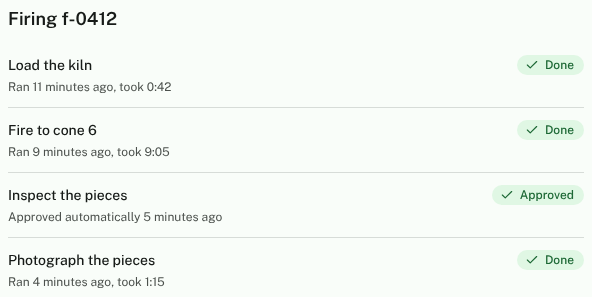 Firing f-0412
Load the kiln
Done
Ran 11 minutes ago, took 0:42
Fire to cone 6
Done
Ran 9 minutes ago, took 9:05
Inspect the pieces
Approved
Approved automatically 5 minutes ago
Photograph the pieces
Done
Ran 4 minutes ago, took 1:15